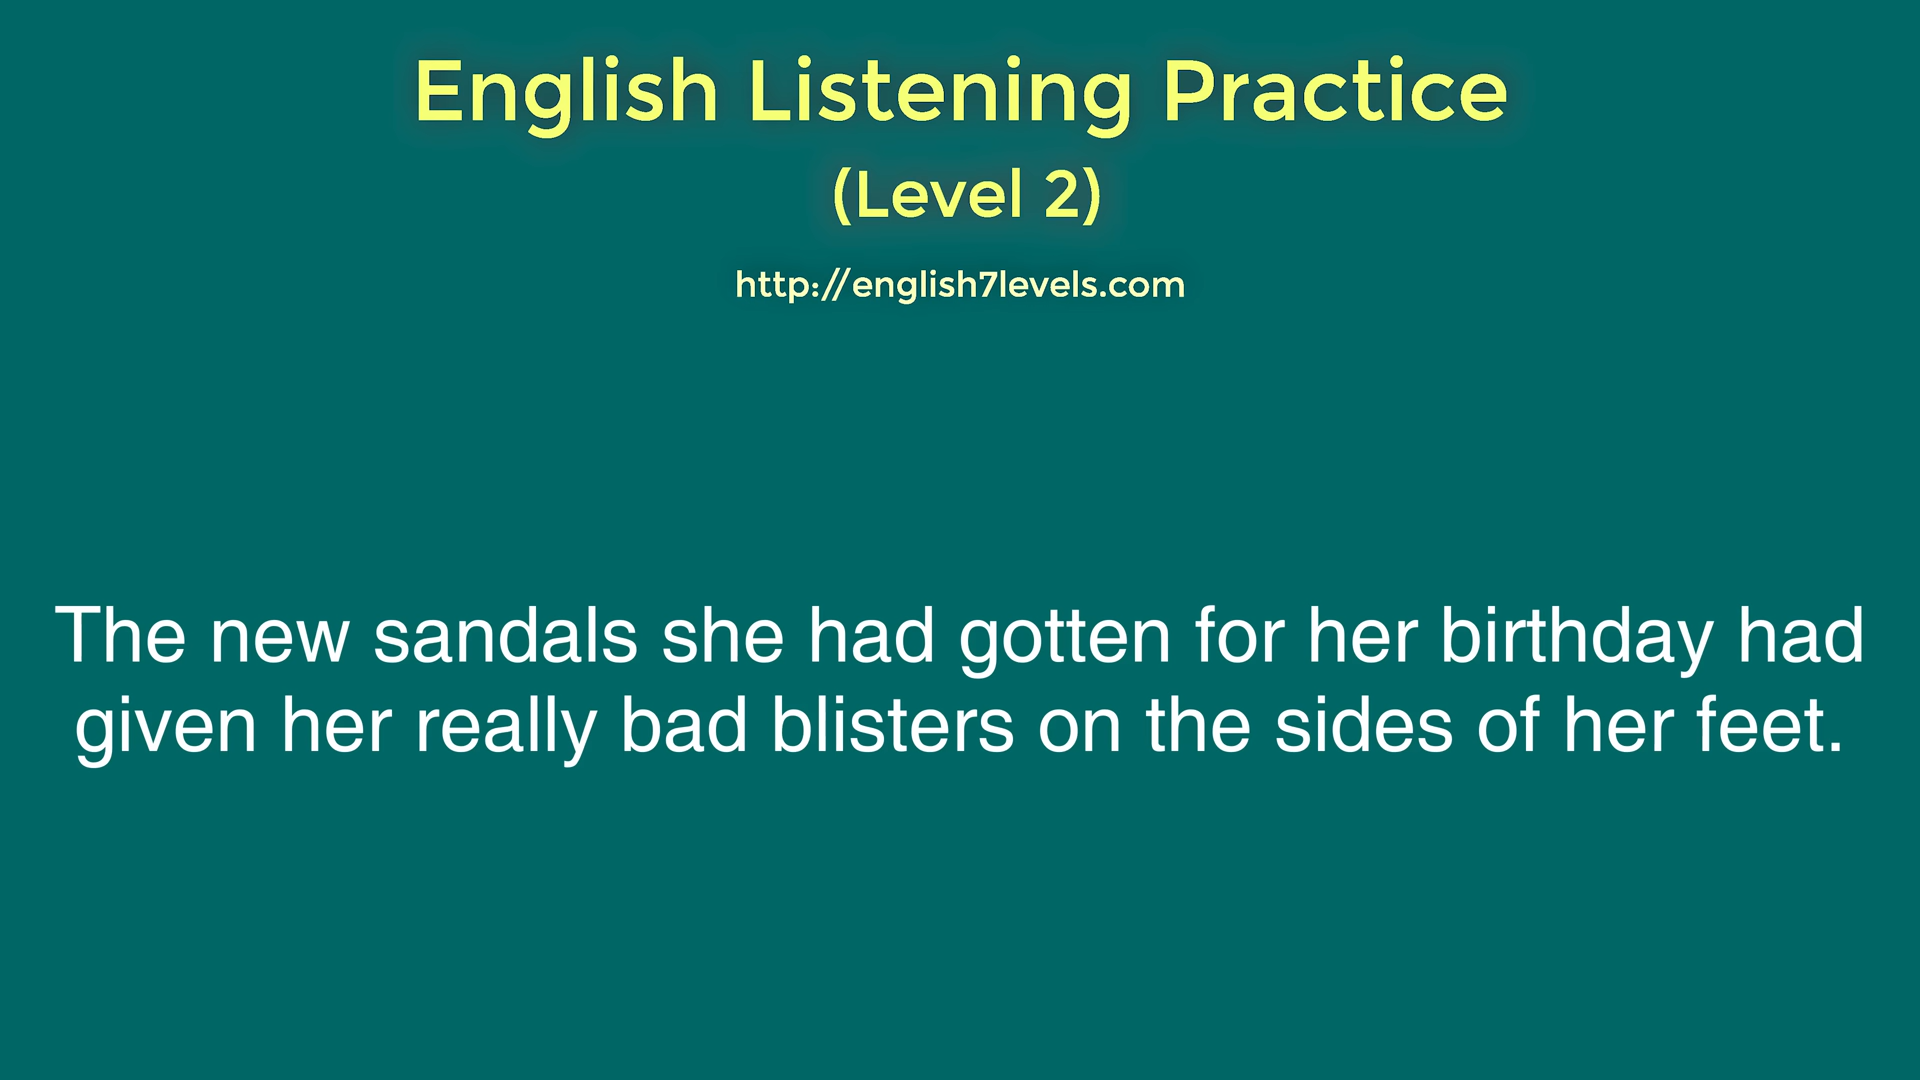 English Listening Practice
(Level 2)
http://english7levels.com
The new sandals she had gotten for her birthday had
given her really bad blisters on the sides of her feet.